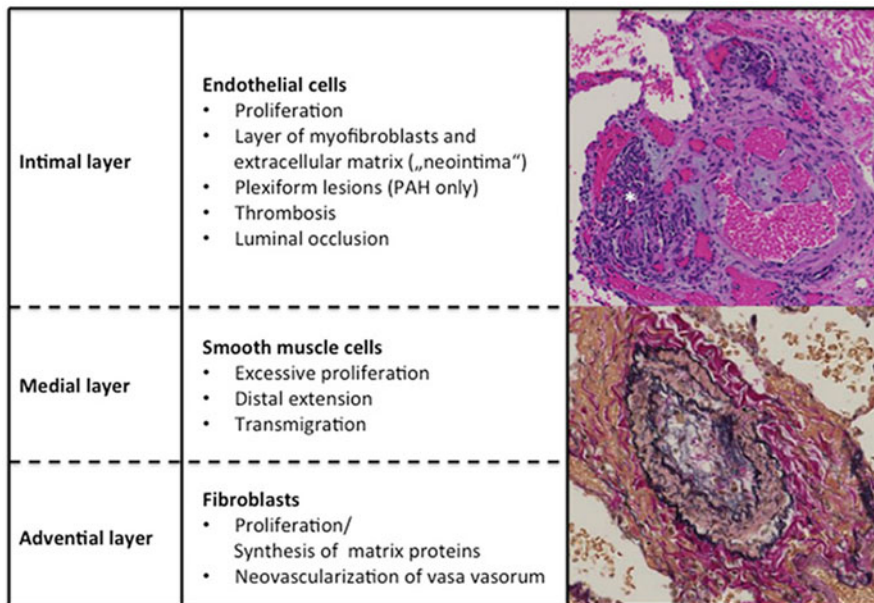 Intimal layer
Endothelial cells
• Proliferation
• Layer of myofibroblasts and
extracellular matrix („neointima“)
• Plexiform lesions (PAH only)
• Thrombosis
• Luminal occlusion
*
Medial layer
Smooth muscle cells
• Excessive proliferation
• Distal extension
• Transmigration
Advential layer
Fibroblasts
• Proliferation/
Synthesis of matrix proteins
• Neovascularization of vasa vasorum